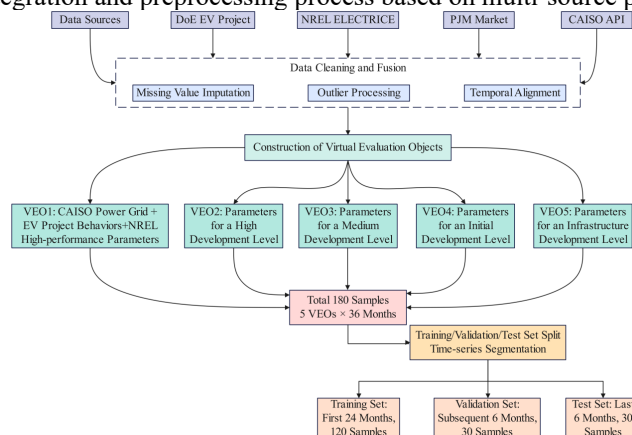 egration and preprocessing process based on multi-source p
Data Sources
DoE EV Project
NREL ELECTRICE
PJM Market
CAISO API
Data Cleaning and Fusion
Missing Value Imputation
Outlier Processing
Temporal Alignment
Construction of Virtual Evaluation Objects
VEO1: CAISO Power Grid +
EV Project Behaviors+NREL
High-performance Parameters
VEO2: Parameters
for a High
Development Level
VEO3: Parameters
for a Medium
Development Level
VEO4: Parameters
for an Initial
Development Level
VEO5: Parameters
for an Infrastructure
Development Level
Total 180 Samples
5 VEOs × 36 Months
Training/Validation/Test Set Split
Time-series Segmentation
Training Set:
First 24 Months,
120 Samples
Validation Set:
Subsequent 6 Months,
30 Samples
Test Set: Last
6 Months, 30
Samples